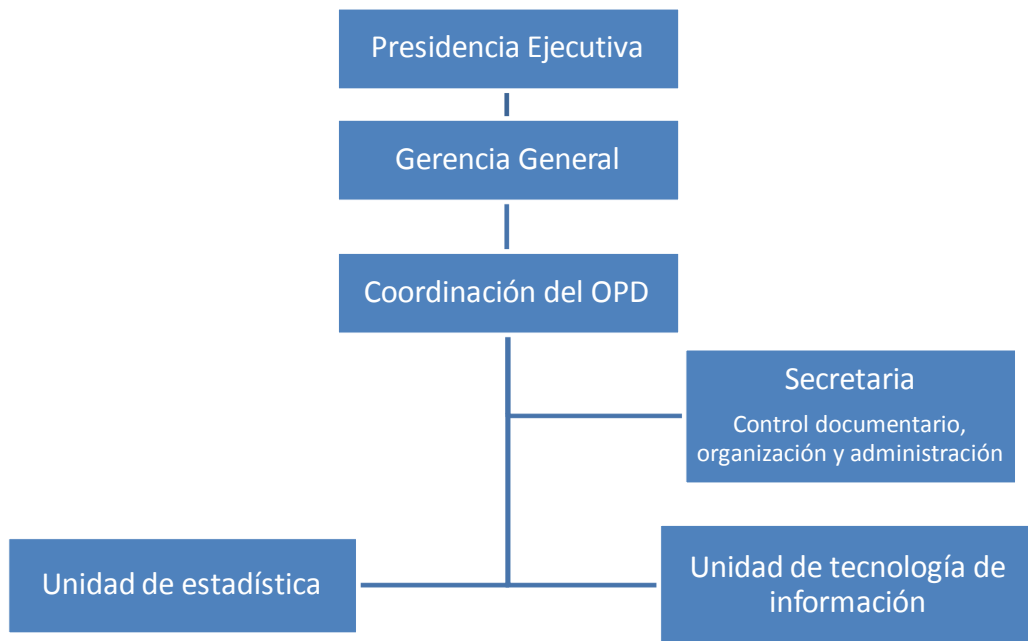 Presidencia Ejecutiva
Gerencia General
Coordinación del OPD
Secretaria
Control documentario,
organización y administración
Unidad de estadística
Unidad de tecnología de
información